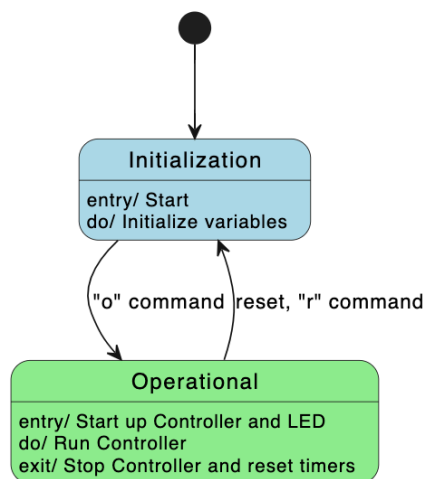 Initialization
entry/ Start
do/ Initialize variables
"o" command
reset, "r" command
Operational
entry/ Start up Controller and LED
do/ Run Controller
exit/ Stop Controller and reset timers